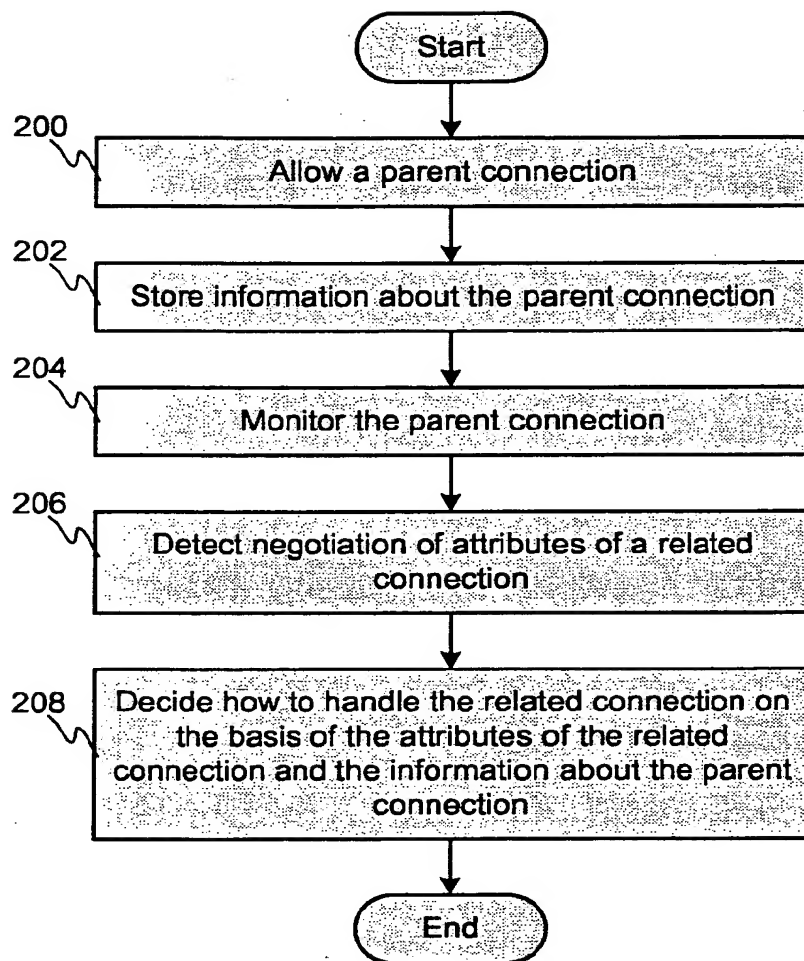 Start
200
Allow a parent connection
202
Store information about the parent connection
204
Monitor the parent connection
206
Detect negotiation of attributes of a related
connection
208
Decide how to handle the related connection on
the basis of the attributes of the related
connection and the information about the parent
connection
End